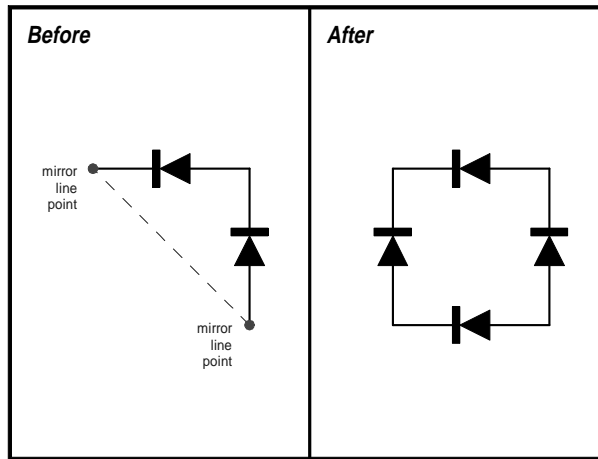 Before
After
mirror
line
point
mirror
line
point